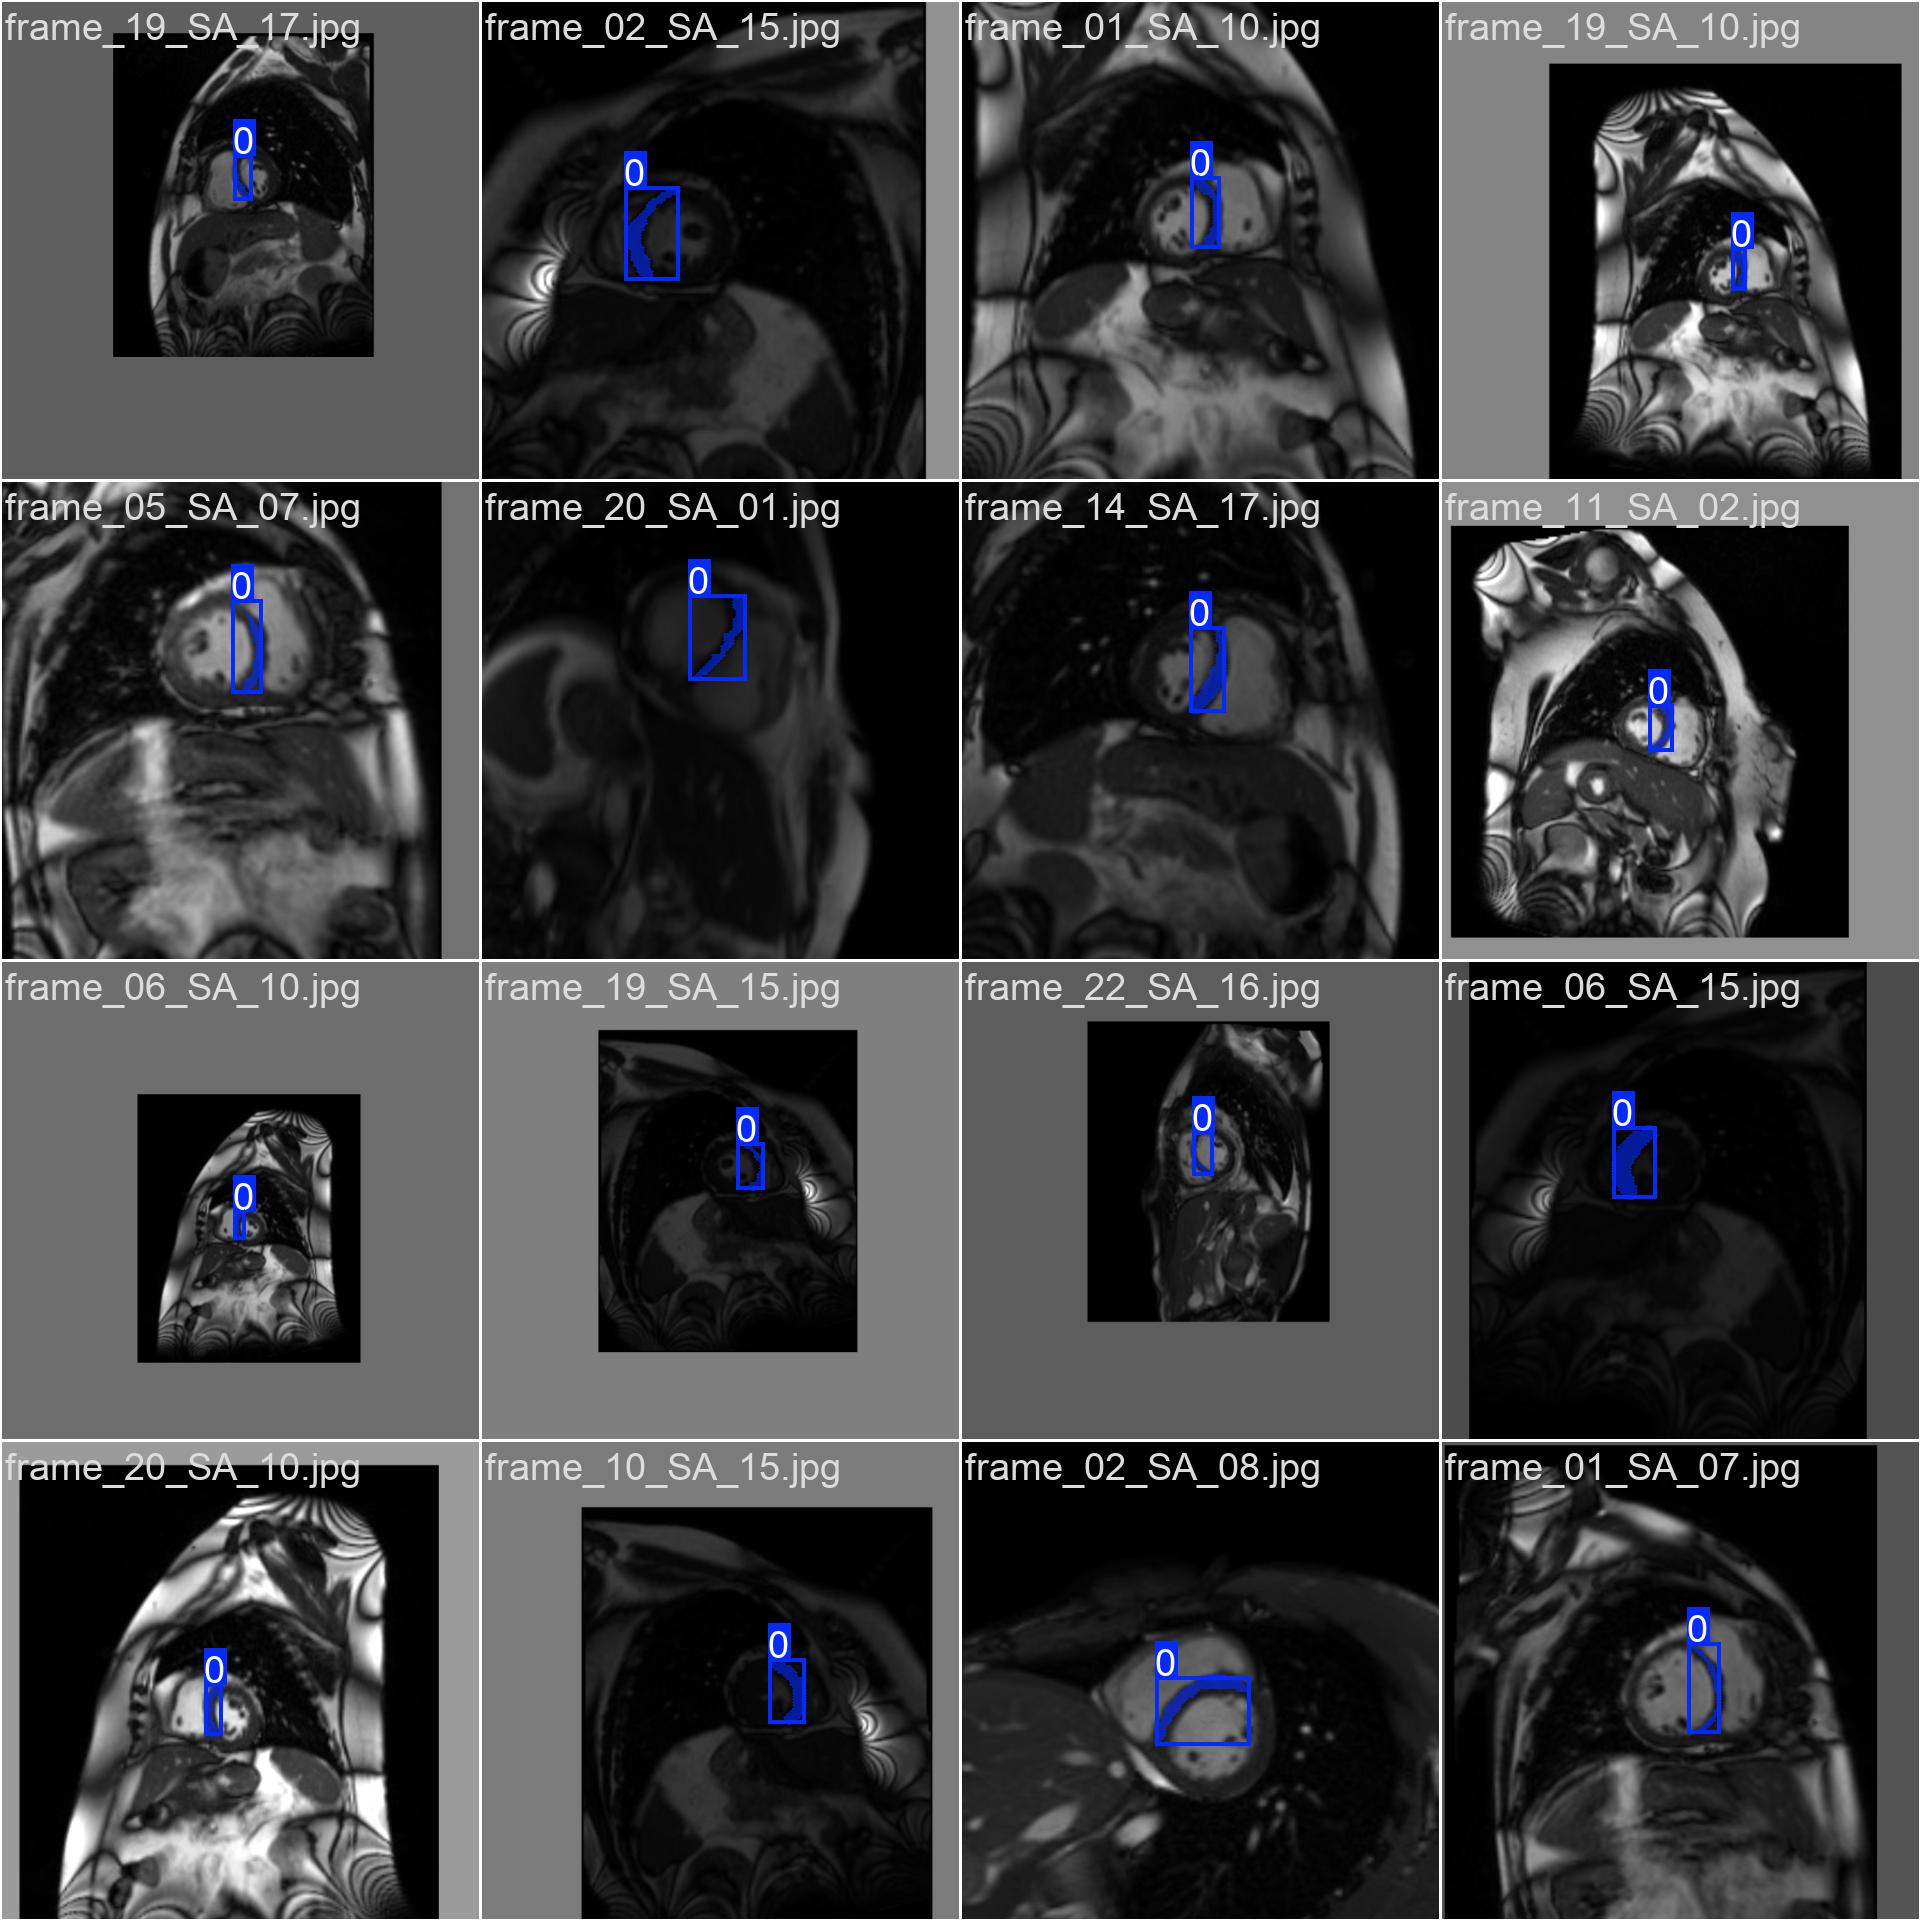 frame_19_SA_17.jpg
frame_02_SA_15.jpg
frame_01_SA_10.jpg
frame_19_SA_10.jpg
0
0
0
0
frame_05_SA_07.jpg
frame_20_SA_01.jpg
frame_14_SA_17.jpg
frame_11_SA_02.jpg
0
0
0
0
frame_06_SA_10.jpg
frame_19_SA_15.jpg
frame_22_SA_16.jpg
frame_06_SA_15.jpg
0
0
0
0
frame_20_SA_10.jpg
frame_10_SA_15.jpg
frame_02_SA_08.jpg
frame_01_SA_07.jpg
0
0
0
0